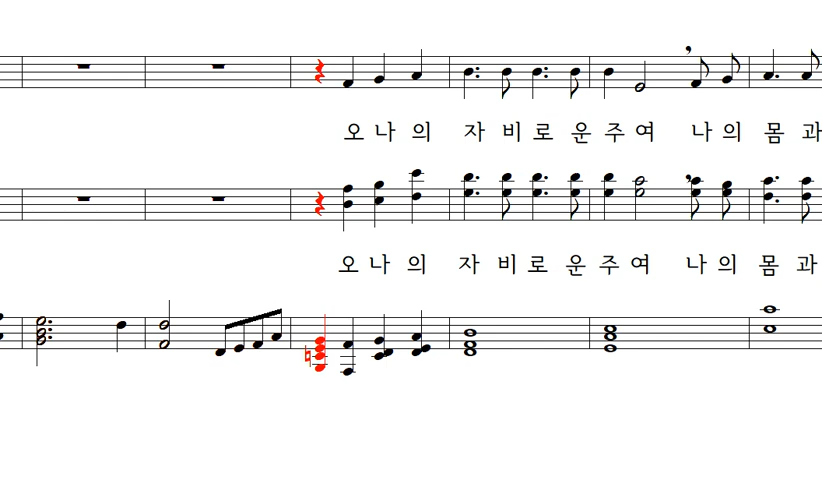 오 나 의 자 비 로 운 주 여 나 의 몸 과
오 나 의 자 비 로 운 주 여 나 의 몸 과